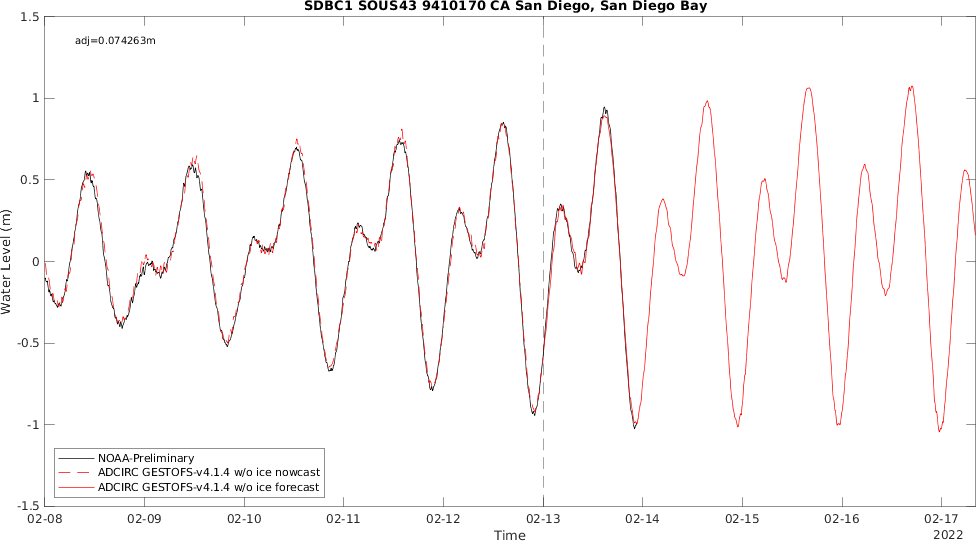 SDBC1 SOUS43 9410170 CA San Diego, San Diego Bay
adj=0.074263m
1.5
1
0.5
0
-0.5
-1
-1.5
Water Level (m)
NOAA-Preliminary
ADCIRC GESTOFS-v4.1.4 w/o ice nowcast
ADCIRC GESTOFS-v4.1.4 w/o ice forecast
02-08 02-09 02-10 02-11 02-12 02-13 02-14 02-15 02-16 02-17
Time 2022